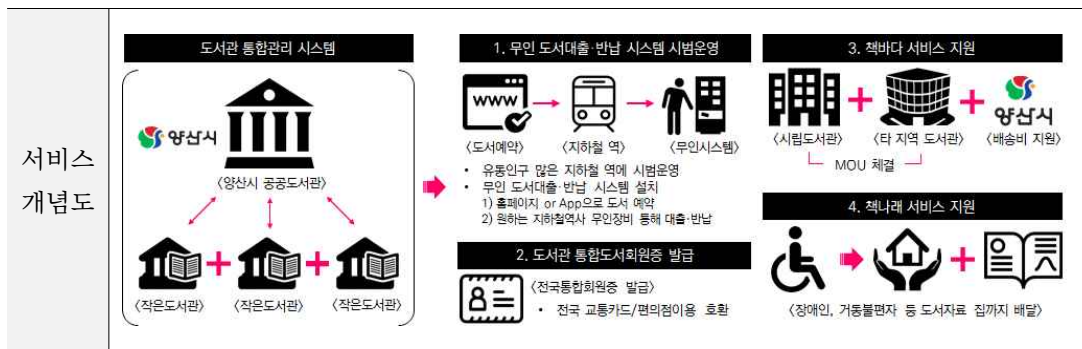 서비스
개념도
도서관 통합관리 시스템
양산시
〈양산시 공공도서관〉
〈작은도서관〉 〈작은도서관〉 〈작은도서관〉
1. 무인 도서대출·반납 시스템 시범운영
WWW
〈도서예약〉 〈지하철 역〉 〈무인시스템〉
• 유통인구 많은 지하철 역에 시범운영
• 무인 도서대출·반납 시스템 설치
1) 홈페이지 or App으로 도서 예약
2) 원하는 지하철역사 무인장비 통해 대출·반납
2. 도서관 통합도서회원증 발급
〈전국통합회원증 발급〉
• 전국 교통카드/편의점이용 호환
3. 책바다 서비스 지원
양산시
〈시립도서관〉 〈타 지역 도서관〉 〈배송비 지원〉
MOU 체결
4. 책나래 서비스 지원
〈장애인, 거동불편자 등 도서자료 집까지 배달〉